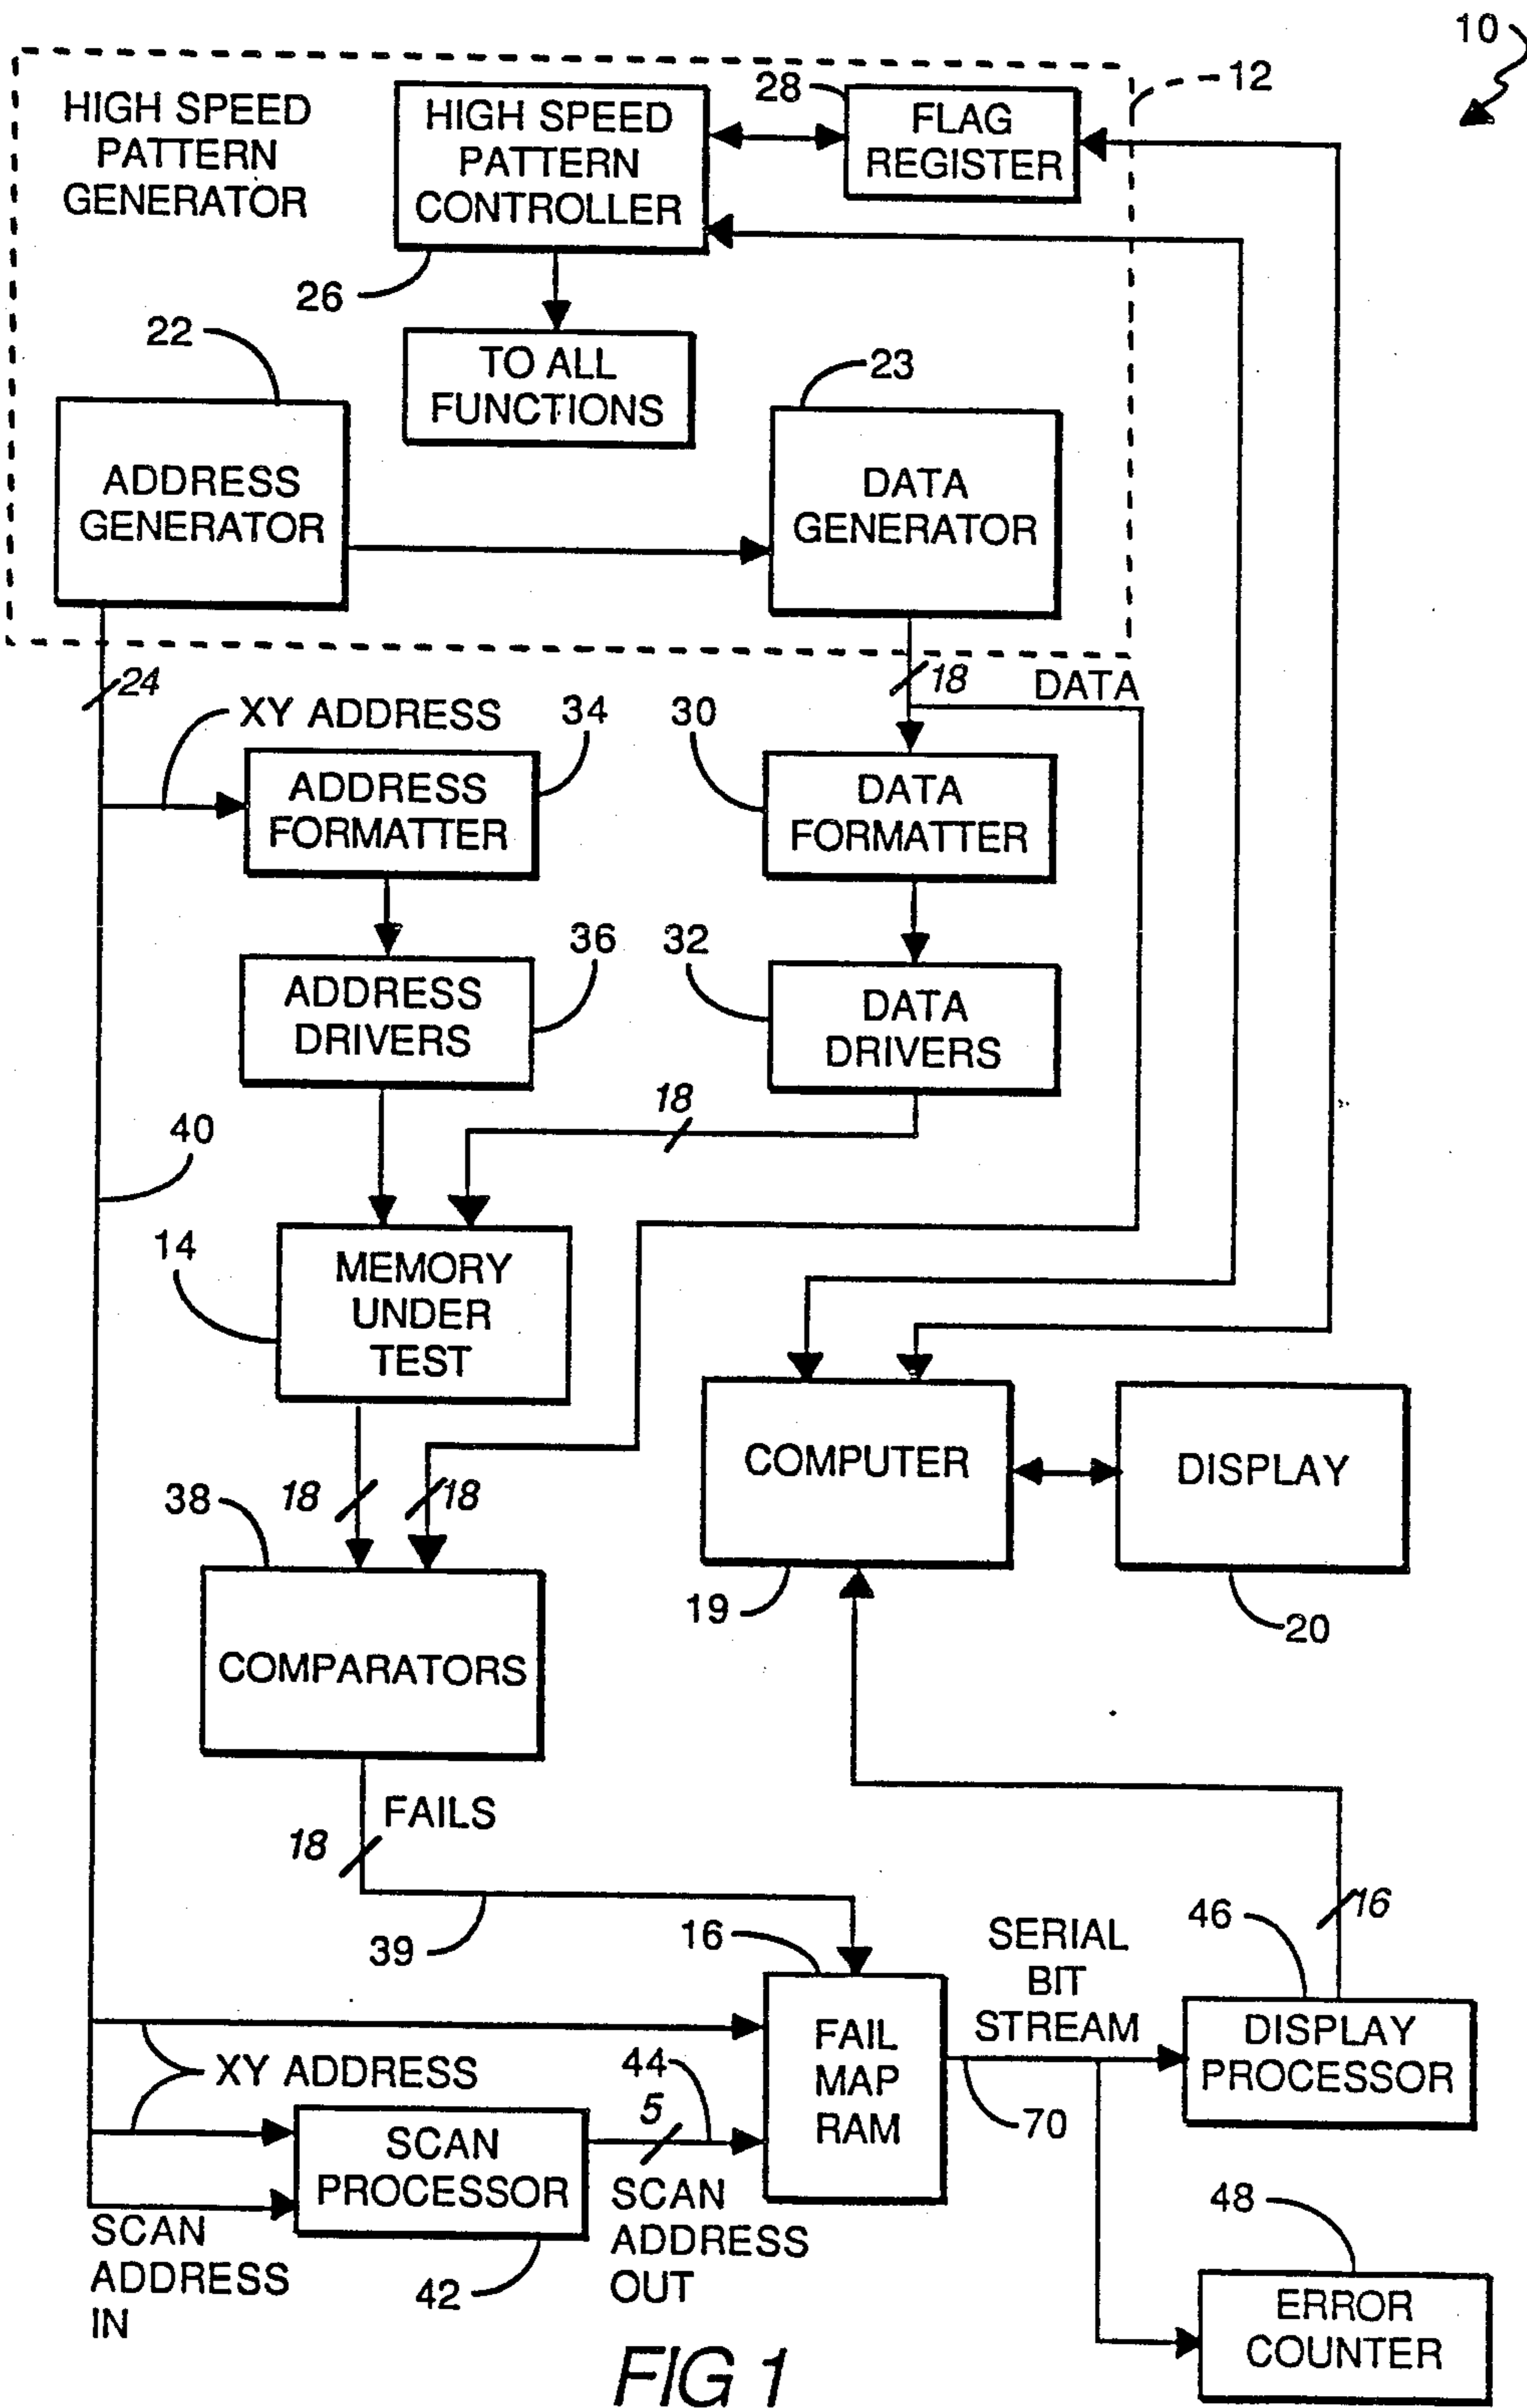 10
12
HIGH SPEED
PATTERN
GENERATOR
HIGH SPEED
PATTERN
CONTROLLER
28
FLAG
REGISTER
26
TO ALL
FUNCTIONS
22
23
ADDRESS
GENERATOR
DATA
GENERATOR
24
18
DATA
XY ADDRESS
34
30
ADDRESS
FORMATTER
DATA
FORMATTER
36
32
ADDRESS
DRIVERS
DATA
DRIVERS
18
40
14
MEMORY
UNDER
TEST
COMPUTER
DISPLAY
18
18
38
19
20
COMPARATORS
FAILS
18
39
16
SERIAL
BIT
STREAM
46
16
FAIL
MAP
RAM
DISPLAY
PROCESSOR
XY ADDRESS
44
5
70
SCAN
PROCESSOR
SCAN
ADDRESS
OUT
SCAN
ADDRESS
IN
42
48
ERROR
COUNTER
FIG 1